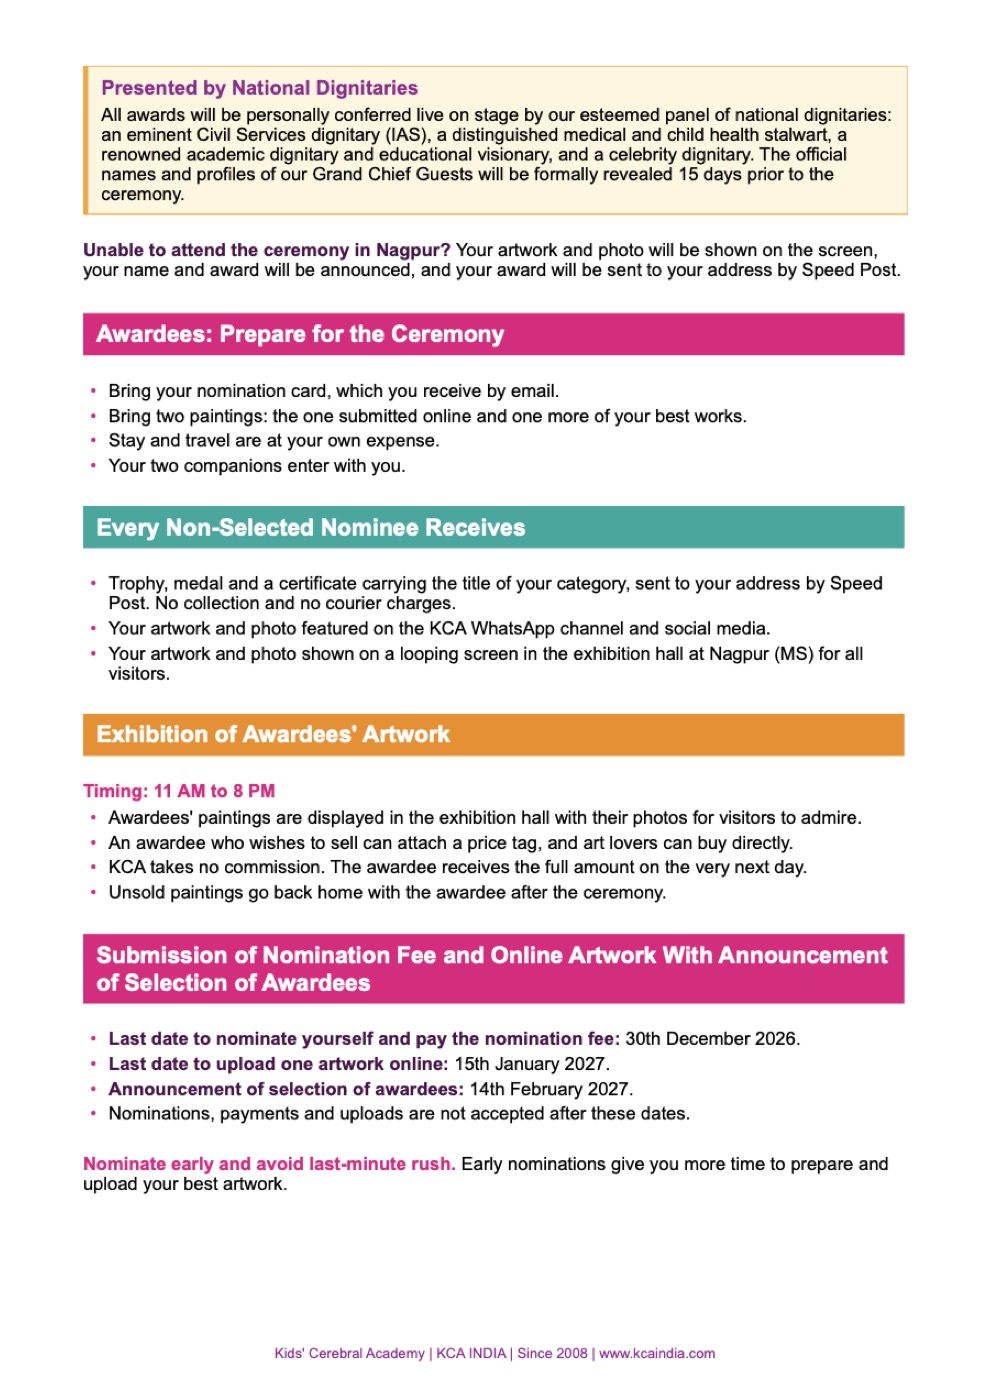 Presented by National Dignitaries
All awards will be personally conferred live on stage by our esteemed panel of national dignitaries:
an eminent Civil Services dignitary (IAS), a distinguished medical and child health stalwart, a
renowned academic dignitary and educational visionary, and a celebrity dignitary. The official
names and profiles of our Grand Chief Guests will be formally revealed 15 days prior to the
ceremony.
Unable to attend the ceremony in Nagpur? Your artwork and photo will be shown on the screen,
your name and award will be announced, and your award will be sent to your address by Speed Post.
Awardees: Prepare for the Ceremony
• Bring your nomination card, which you receive by email.
• Bring two paintings: the one submitted online and one more of your best works.
• Stay and travel are at your own expense.
• Your two companions enter with you.
Every Non-Selected Nominee Receives
• Trophy, medal and a certificate carrying the title of your category, sent to your address by Speed
Post. No collection and no courier charges.
• Your artwork and photo featured on the KCA WhatsApp channel and social media.
• Your artwork and photo shown on a looping screen in the exhibition hall at Nagpur (MS) for all
visitors.
Exhibition of Awardees' Artwork
Timing: 11 AM to 8 PM
• Awardees' paintings are displayed in the exhibition hall with their photos for visitors to admire.
• An awardee who wishes to sell can attach a price tag, and art lovers can buy directly.
• KCA takes no commission. The awardee receives the full amount on the very next day.
• Unsold paintings go back home with the awardee after the ceremony.
Submission of Nomination Fee and Online Artwork With Announcement
of Selection of Awardees
• Last date to nominate yourself and pay the nomination fee: 30th December 2026.
• Last date to upload one artwork online: 15th January 2027.
• Announcement of selection of awardees: 14th February 2027.
• Nominations, payments and uploads are not accepted after these dates.
Nominate early and avoid last-minute rush. Early nominations give you more time to prepare and
upload your best artwork.
Kids' Cerebral Academy | KCA INDIA | Since 2008 | www.kcaindia.com